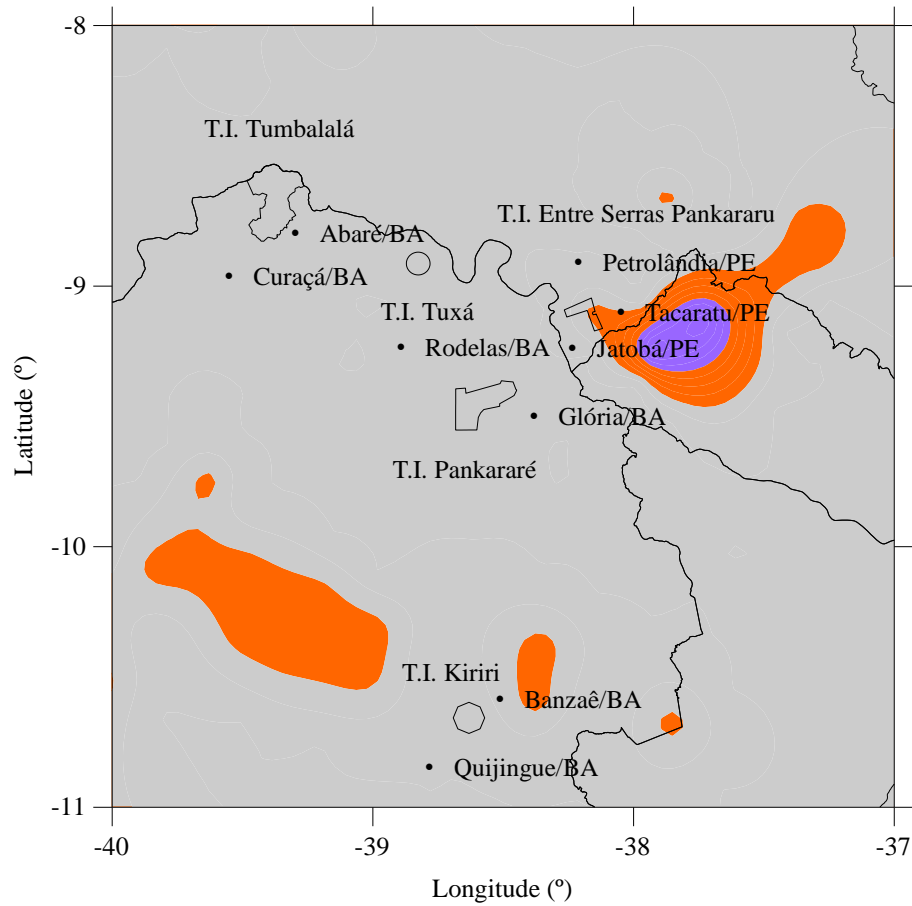 -8
T.I. Tumbalalá
T.I. Entre Serras Pankararu
Abaré/BA
Petrolândia/PE
Curaçá/BA
-9
T.I. Tuxá
Tacaratu/PE
Rodelas/BA
Jatobá/PE
Glória/BA
Latitude (º)
T.I. Pankararé
-10
T.I. Kiriri
Banzaê/BA
Quijingue/BA
-11
-40
-39
-38
-37
Longitude (º)